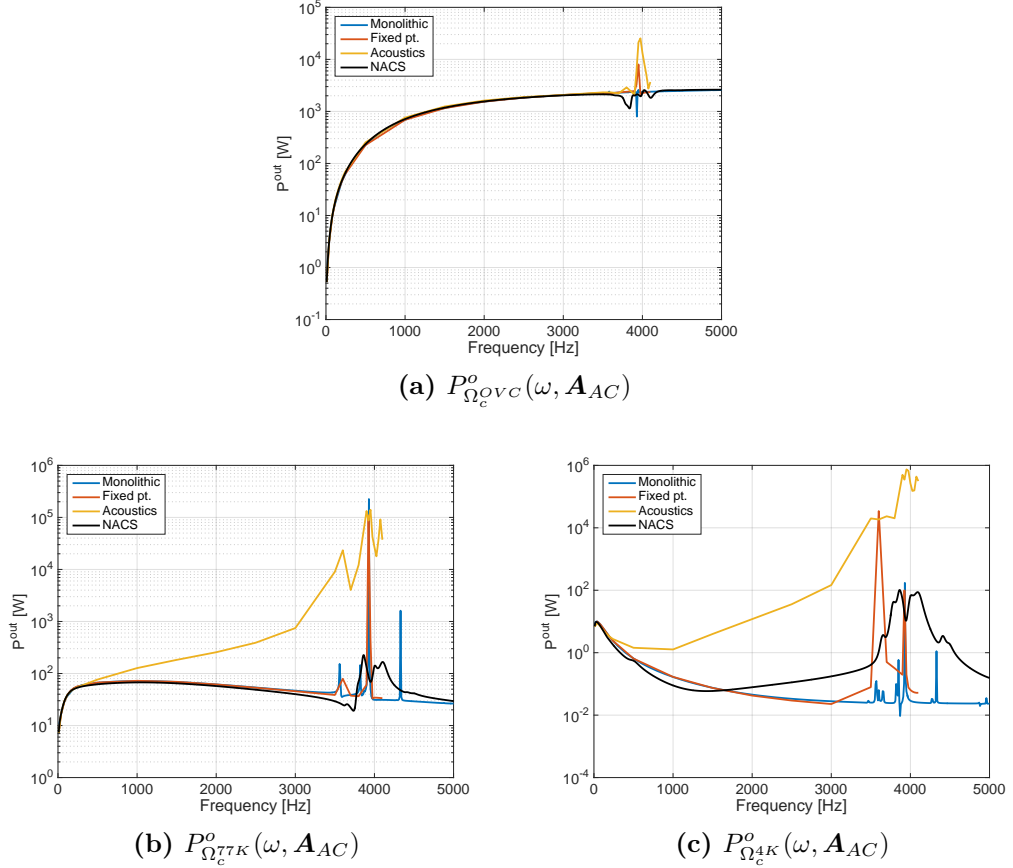 10^5
10^4
10^3
10^2
10^1
10^0
10^-1
P^out [W]
Monolithic
Fixed pt.
Acoustics
NACS
0 1000 2000 3000 4000 5000
Frequency [Hz]
(a) P^o_{Ω_c^{OVC}}(ω, A_{AC})
10^6
10^5
10^4
10^3
10^2
10^1
10^0
P^out [W]
Monolithic
Fixed pt.
Acoustics
NACS
0 1000 2000 3000 4000 5000
Frequency [Hz]
(b) P^o_{Ω_c^{77K}}(ω, A_{AC})
10^6
10^4
10^2
10^0
10^-2
10^-4
P^out [W]
Monolithic
Fixed pt.
Acoustics
NACS
0 1000 2000 3000 4000 5000
Frequency [Hz]
(c) P^o_{Ω_c^{4K}}(ω, A_{AC})